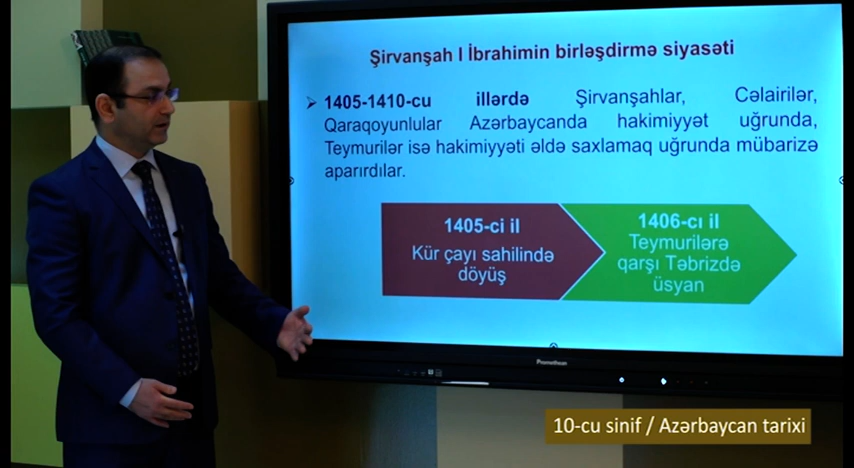 Şirvanşah I İbrahimin birləşdirmə siyasəti
➢ 1405-1410-cu illərdə Şirvanşahlar, Cəlairilər,
Qaraqoyunlular Azərbaycanda hakimiyyət uğrunda,
Teymurilər isə hakimiyyəti əldə saxlamaq uğrunda mübarizə
aparırdılar.
1405-ci il
Kür çayı sahilində
döyüş
1406-cı il
Teymurilərə
qarşı Təbrizdə
üsyan
Promethean
10-cu sinif / Azərbaycan tarixi